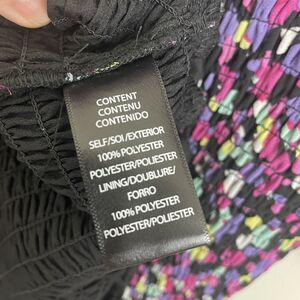 CONTENT
CONTENU
CONTENIDO
SELF/SOI/EXTERIOR
100% POLYESTER
POLYESTER/POLIESTER
LINING/DOUBLURE/
FORRO
100% POLYESTER
POLYESTER/POLIESTER